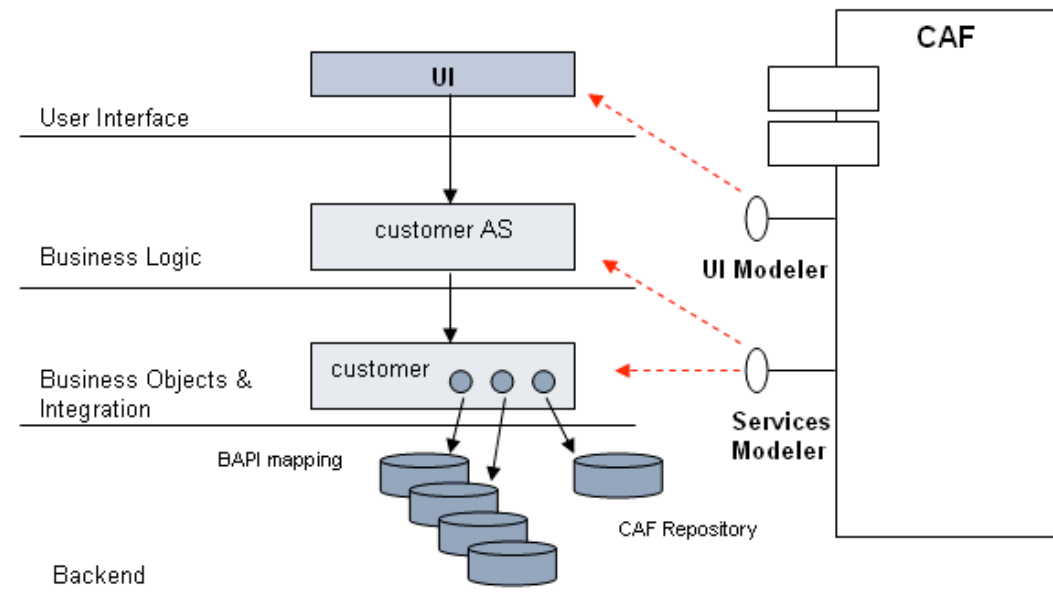 CAF
UI
User Interface
customer AS
Business Logic
UI Modeler
customer
Business Objects &
Integration
Services
Modeler
BAPI mapping
CAF Repository
Backend